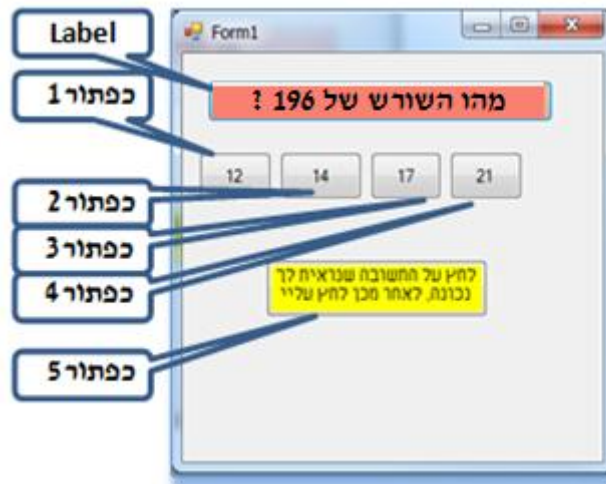 Label
Form1
מהו השורש של 196 ?
כפתור 1
12
14
17
21
כפתור 2
כפתור 3
כפתור 4
לחץ על התשובה שנראית לך
נכונה, לאחר מכן לחץ עליי
כפתור 5